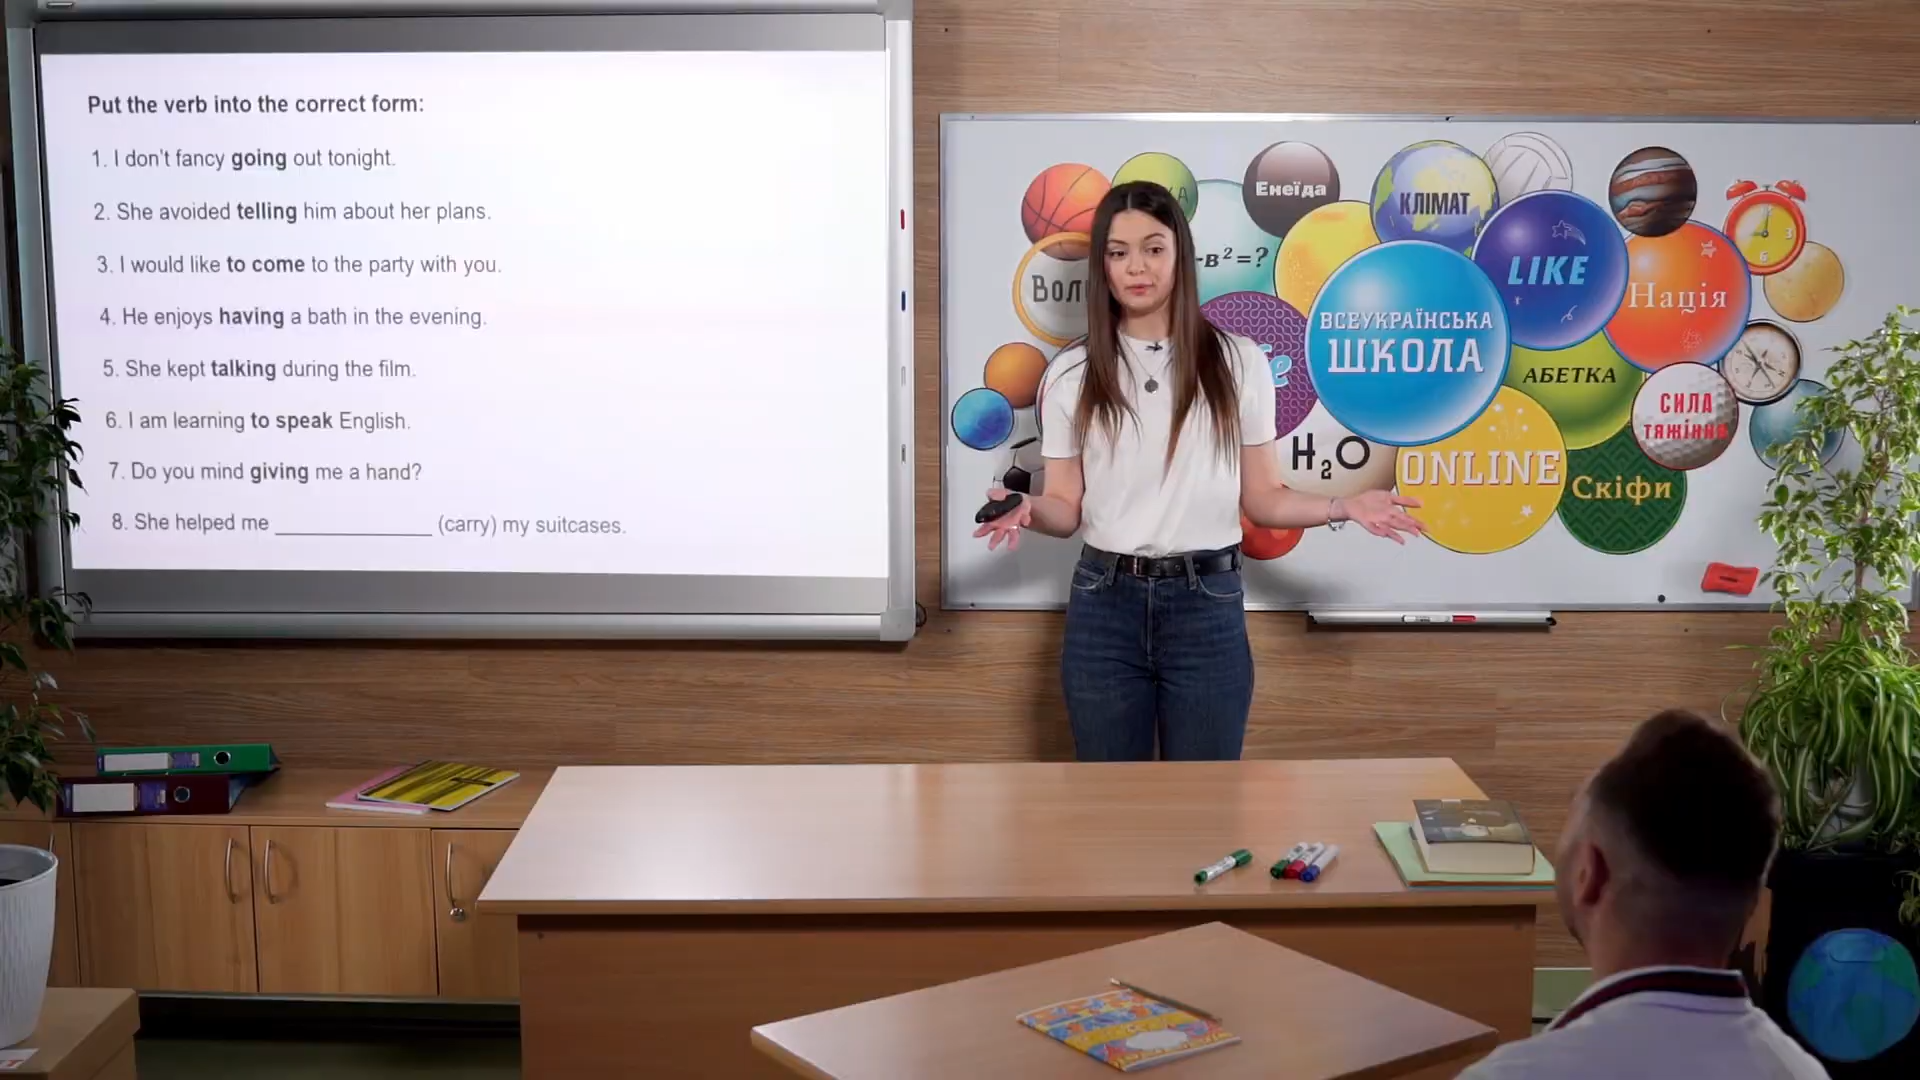 Put the verb into the correct form:
1. I don't fancy going out tonight.
2. She avoided telling him about her plans.
3. I would like to come to the party with you.
4. He enjoys having a bath in the evening.
5. She kept talking during the film.
6. I am learning to speak English.
7. Do you mind giving me a hand?
8. She helped me ______________ (carry) my suitcases.
Енеїда
КЛІМАТ
-в²=?
LIKE
Нація
ВСЕУКРАЇНСЬКА
ШКОЛА
АБЕТКА
СИЛА
тяжіння
H₂O
ONLINE
Скіфи